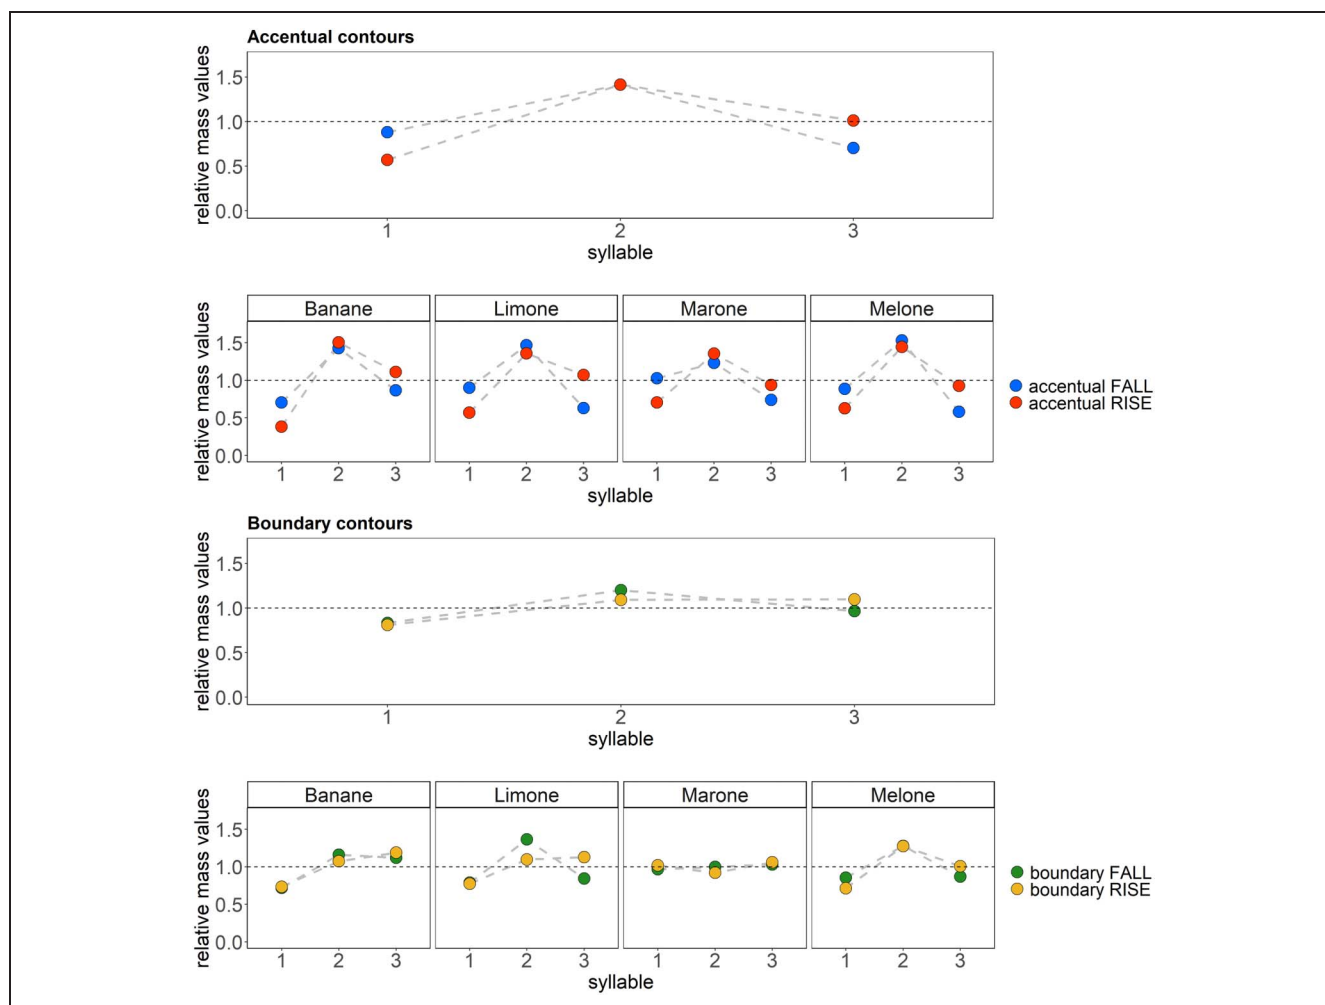 Accentual contours
relative mass values
1.5
1.0
0.5
0.0
1 2 3
syllable
Banane Limone Marone Melone
relative mass values
1.5
1.0
0.5
0.0
1 2 3 1 2 3 1 2 3 1 2 3
syllable
accentual FALL
accentual RISE
Boundary contours
relative mass values
1.5
1.0
0.5
0.0
1 2 3
syllable
Banane Limone Marone Melone
relative mass values
1.5
1.0
0.5
0.0
1 2 3 1 2 3 1 2 3 1 2 3
syllable
boundary FALL
boundary RISE